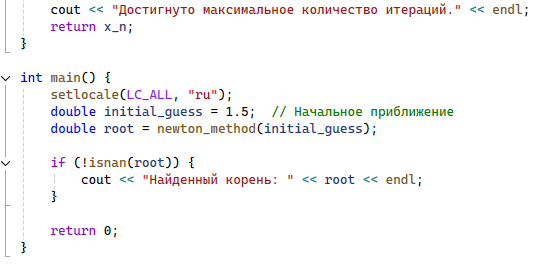 cout << "Достигнуто максимальное количество итераций." << endl;
return x_n;
}
int main() {
setlocale(LC_ALL, "ru");
double initial_guess = 1.5;  // Начальное приближение
double root = newton_method(initial_guess);
if (!isnan(root)) {
cout << "Найденный корень: " << root << endl;
}
return 0;
}